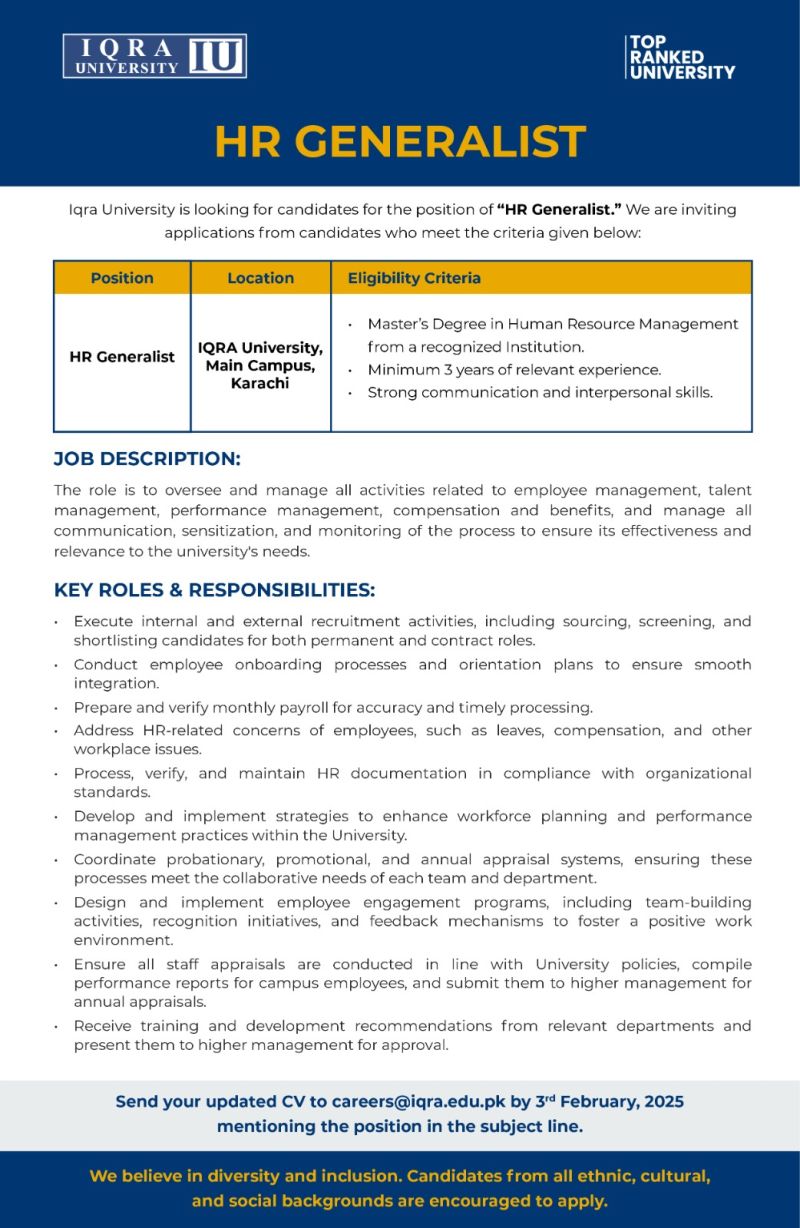 IQRA
UNIVERSITY
IU
TOP
RANKED
UNIVERSITY
HR GENERALIST
Iqra University is looking for candidates for the position of “HR Generalist.” We are inviting
applications from candidates who meet the criteria given below:
Position
Location
Eligibility Criteria
HR Generalist
IQRA University,
Main Campus,
Karachi
• Master’s Degree in Human Resource Management
from a recognized Institution.
• Minimum 3 years of relevant experience.
• Strong communication and interpersonal skills.
JOB DESCRIPTION:
The role is to oversee and manage all activities related to employee management, talent
management, performance management, compensation and benefits, and manage all
communication, sensitization, and monitoring of the process to ensure its effectiveness and
relevance to the university's needs.
KEY ROLES & RESPONSIBILITIES:
• Execute internal and external recruitment activities, including sourcing, screening, and
shortlisting candidates for both permanent and contract roles.
• Conduct employee onboarding processes and orientation plans to ensure smooth
integration.
• Prepare and verify monthly payroll for accuracy and timely processing.
• Address HR-related concerns of employees, such as leaves, compensation, and other
workplace issues.
• Process, verify, and maintain HR documentation in compliance with organizational
standards.
• Develop and implement strategies to enhance workforce planning and performance
management practices within the University.
• Coordinate probationary, promotional, and annual appraisal systems, ensuring these
processes meet the collaborative needs of each team and department.
• Design and implement employee engagement programs, including team-building
activities, recognition initiatives, and feedback mechanisms to foster a positive work
environment.
• Ensure all staff appraisals are conducted in line with University policies, compile
performance reports for campus employees, and submit them to higher management for
annual appraisals.
• Receive training and development recommendations from relevant departments and
present them to higher management for approval.
Send your updated CV to careers@iqra.edu.pk by 3rd February, 2025
mentioning the position in the subject line.
We believe in diversity and inclusion. Candidates from all ethnic, cultural,
and social backgrounds are encouraged to apply.